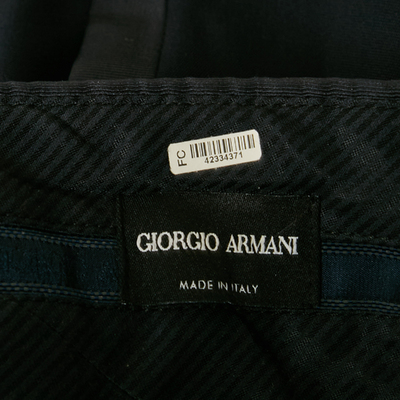 FC
42334371
GIORGIO ARMANI
MADE IN ITALY